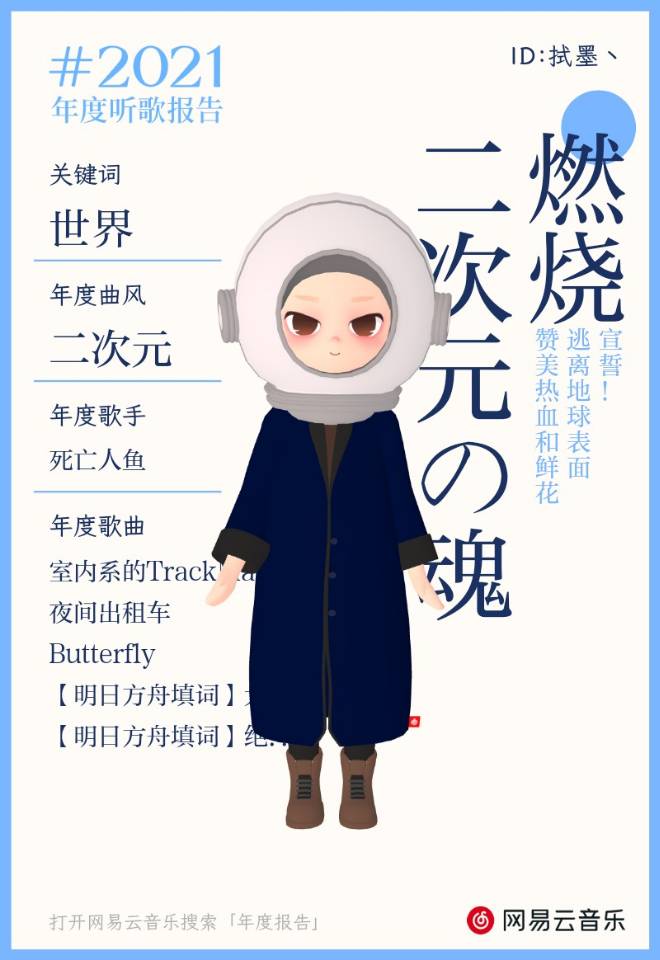 #2021
年度听歌报告
ID:拭墨丶
关键词
世界
年度曲风
二次元
年度歌手
死亡人鱼
年度歌曲
室内系的Track
夜间出租车
Butterfly
【明日方舟填词】
【明日方舟填词】绝
燃烧
二次元の魂
宣誓！
逃离地球表面
赞美热血和鲜花
打开网易云音乐搜索「年度报告」
网易云音乐